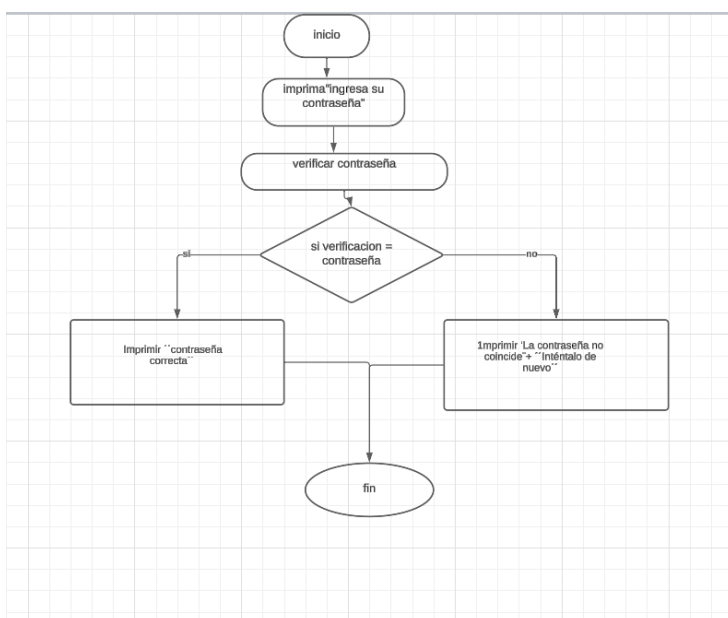 inicio
imprima"ingresa su
contraseña"
verificar contraseña
si verificacion =
contraseña
si
no
Imprimir ´´contraseña
correcta´´
1mprimir 'La contraseña no
coincide¨+ ´´Inténtalo de
nuevo´´
fin